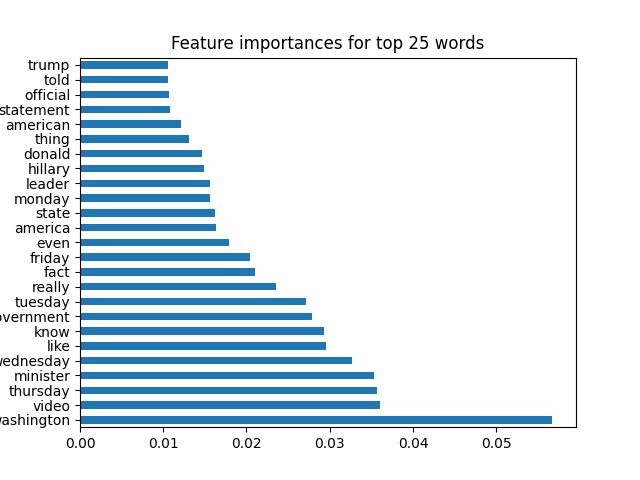 Feature importances for top 25 words
trump
told
official
statement
american
thing
donald
hillary
leader
monday
state
america
even
friday
fact
really
tuesday
overnment
know
like
wednesday
minister
thursday
video
washington
0.00 0.01 0.02 0.03 0.04 0.05